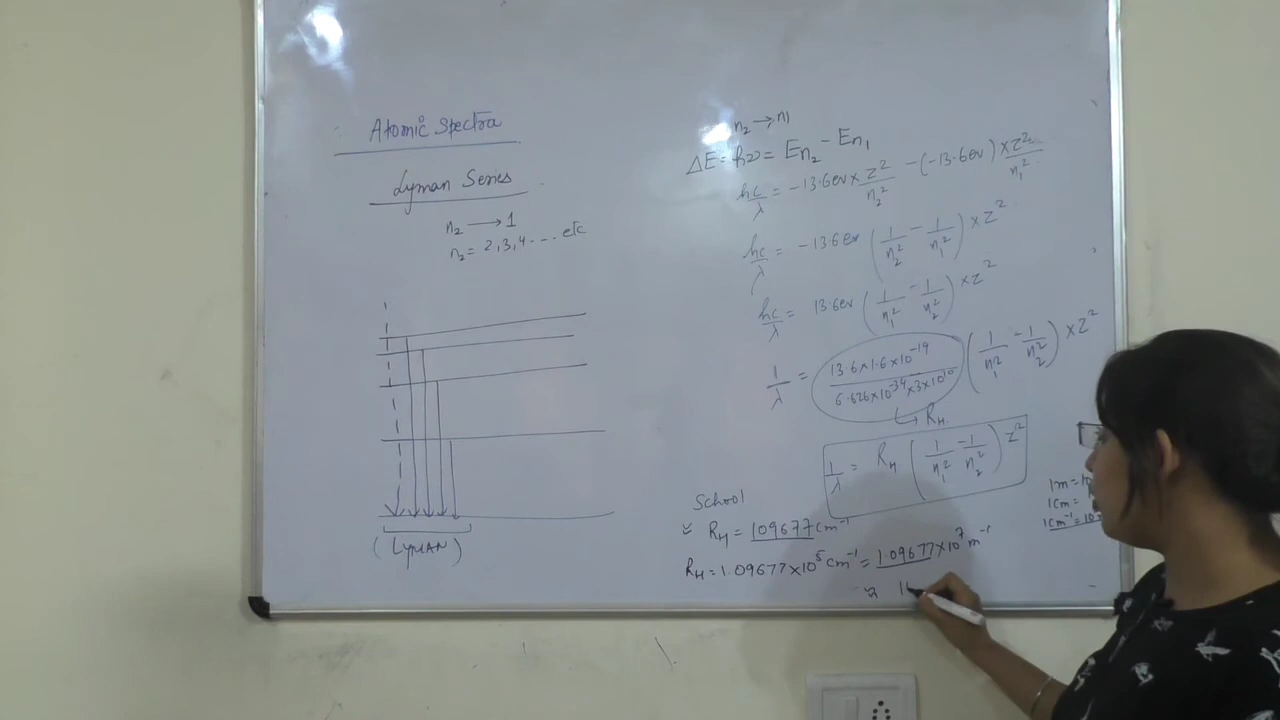 Atomic Spectra
Lyman Series
n₂ → 1
n₂ = 2, 3, 4 .... etc
(LYMAN)
n₂ → n1
ΔE = hν = En₂ - En₁
hc/λ = -13.6ev × Z²/n₂² - (-13.6ev) × Z²/n₁²
hc/λ = -13.6ev (1/n₂² - 1/n₁²) × Z²
hc/λ = 13.6ev (1/n₁² - 1/n₂²) × Z²
1/λ = 13.6×1.6×10⁻¹⁹/6.626×10⁻³⁴×3×10¹⁰ (1/n₁² - 1/n₂²) × Z²
↳ R_H
1/λ = R_H (1/n₁² - 1/n₂²) Z²
School
R_H = 109677 cm⁻¹
R_H = 1.09677×10⁵ cm⁻¹ = 1.09677×10⁷ m⁻¹
≈
1m = 10
1cm =
1cm⁻¹ = 10